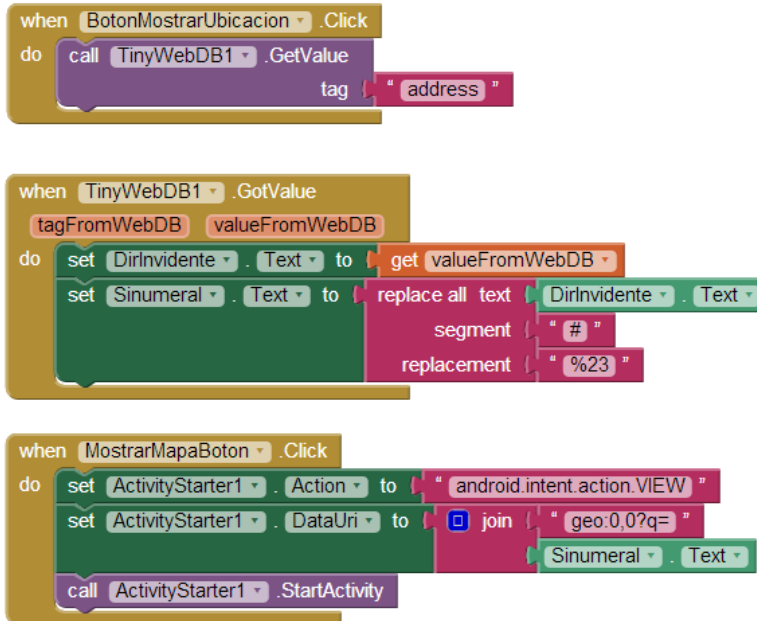 when BotonMostrarUbicacion .Click
do call TinyWebDB1 .GetValue
tag " address "
when TinyWebDB1 .GotValue
tagFromWebDB valueFromWebDB
do set DirInvidente . Text to get valueFromWebDB
set Sinumeral . Text to replace all text DirInvidente . Text
segment " # "
replacement " %23 "
when MostrarMapaBoton .Click
do set ActivityStarter1 . Action to " android.intent.action.VIEW "
set ActivityStarter1 . DataUri to join " geo:0,0?q= "
Sinumeral . Text
call ActivityStarter1 .StartActivity